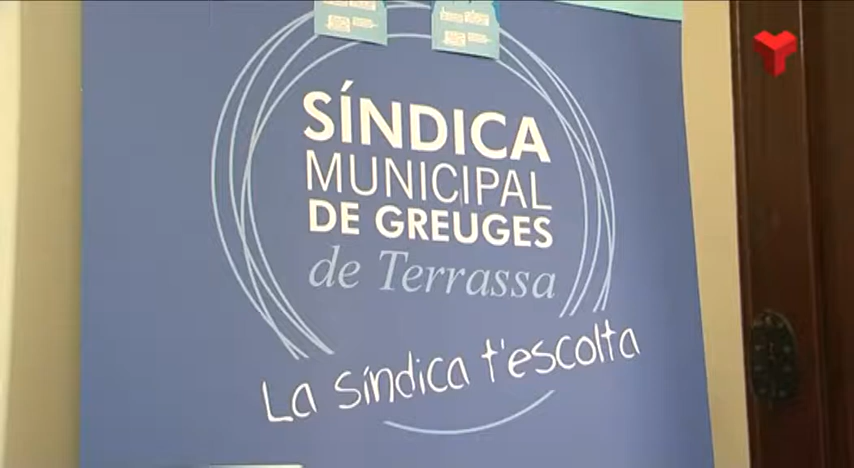 SÍNDICA
MUNICIPAL
DE GREUGES
de Terrassa
La síndica t'escolta